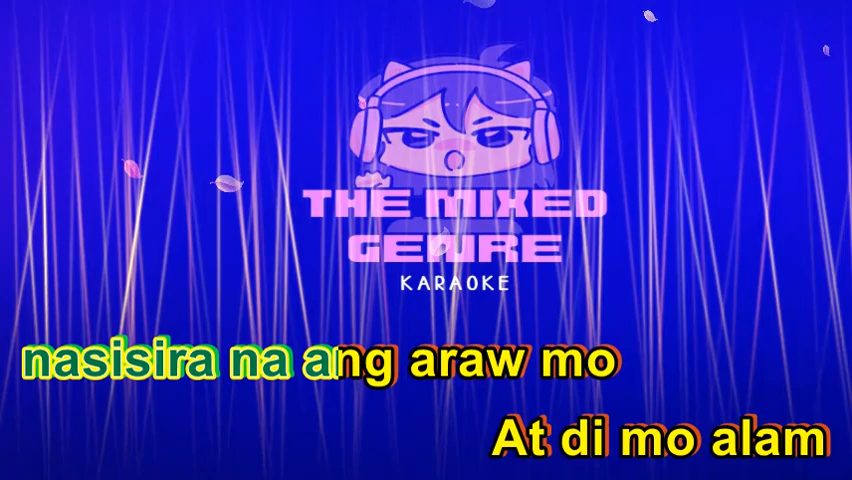 THE MIXED
GENRE
KARAOKE
nasisira na ang araw mo
At di mo alam